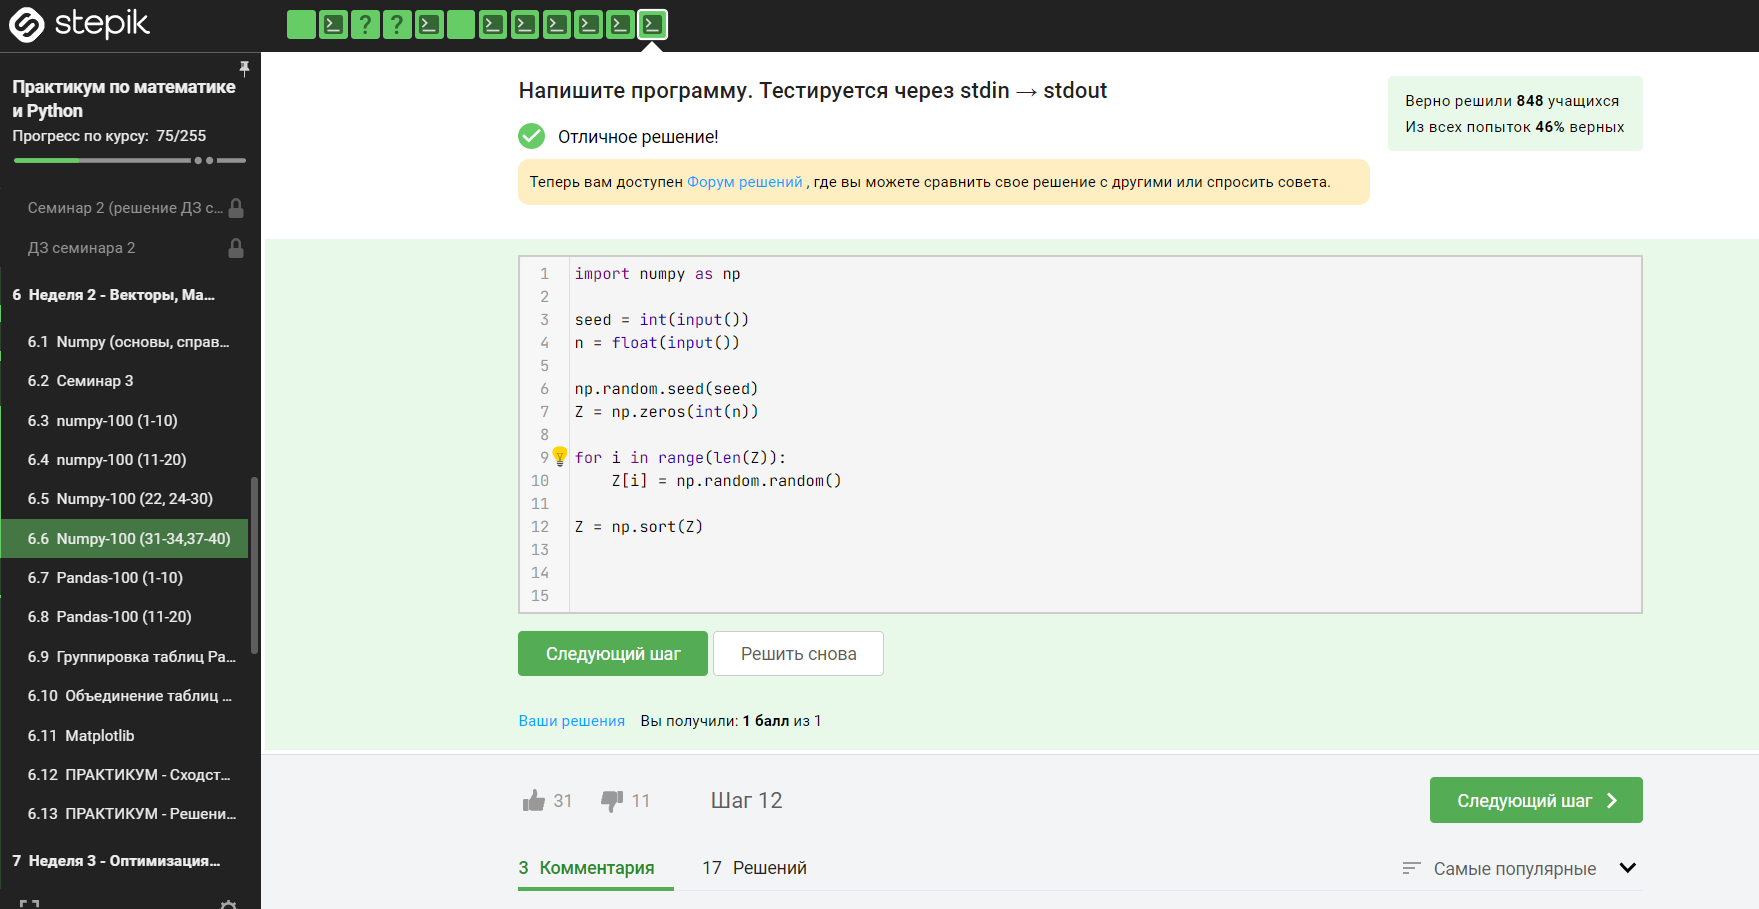 stepik
Практикум по математике
и Python
Прогресс по курсу: 75/255
Семинар 2 (решение ДЗ с...
ДЗ семинара 2
6 Неделя 2 - Векторы, Ма...
6.1 Numpy (основы, справ...
6.2 Семинар 3
6.3 numpy-100 (1-10)
6.4 numpy-100 (11-20)
6.5 Numpy-100 (22, 24-30)
6.6 Numpy-100 (31-34,37-40)
6.7 Pandas-100 (1-10)
6.8 Pandas-100 (11-20)
6.9 Группировка таблиц Pa...
6.10 Объединение таблиц ...
6.11 Matplotlib
6.12 ПРАКТИКУМ - Сходст...
6.13 ПРАКТИКУМ - Решени...
7 Неделя 3 - Оптимизация...
Напишите программу. Тестируется через stdin → stdout
Отличное решение!
Теперь вам доступен Форум решений , где вы можете сравнить свое решение с другими или спросить совета.
Верно решили 848 учащихся
Из всех попыток 46% верных
1 import numpy as np
2
3 seed = int(input())
4 n = float(input())
5
6 np.random.seed(seed)
7 Z = np.zeros(int(n))
8
9 for i in range(len(Z)):
10     Z[i] = np.random.random()
11
12 Z = np.sort(Z)
13
14
15
Следующий шаг
Решить снова
Ваши решения Вы получили: 1 балл из 1
31 11 Шаг 12
Следующий шаг
3 Комментария 17 Решений
Самые популярные